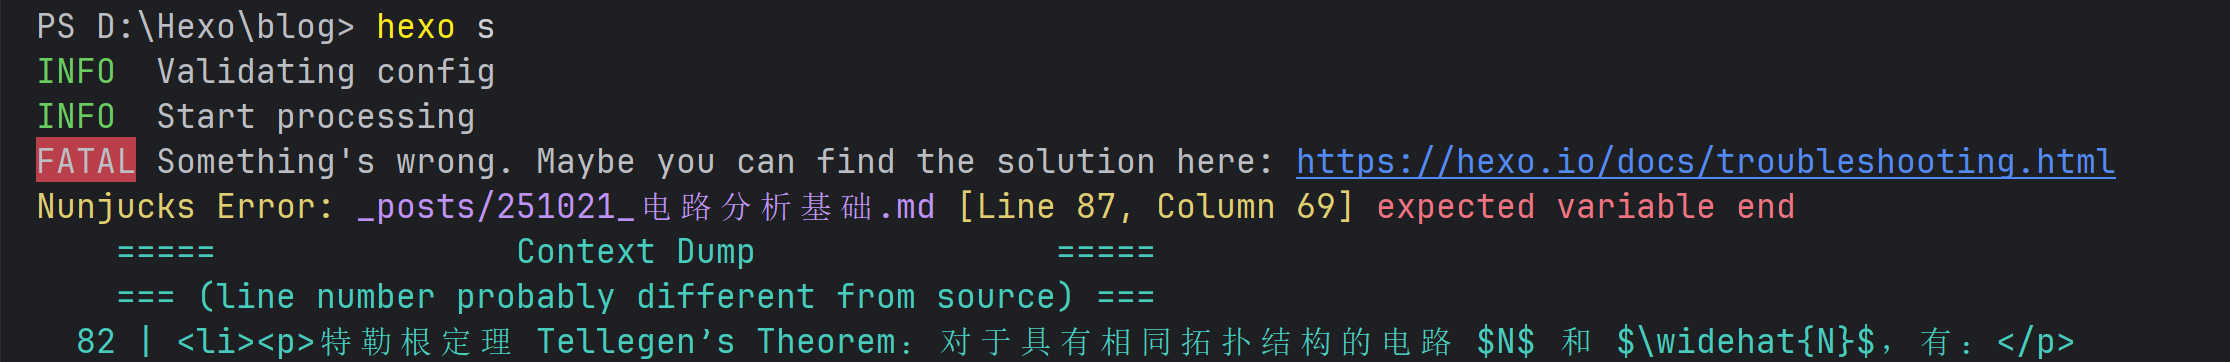 PS D:\Hexo\blog> hexo s
INFO  Validating config
INFO  Start processing
FATAL Something's wrong. Maybe you can find the solution here: https://hexo.io/docs/troubleshooting.html
Nunjucks Error: _posts/251021_电路分析基础.md [Line 87, Column 69] expected variable end
    =====               Context Dump               =====
    === (line number probably different from source) ===
  82 | <li><p>特勒根定理 Tellegen’s Theorem：对于具有相同拓扑结构的电路 $N$ 和 $\widehat{N}$，有：</p>